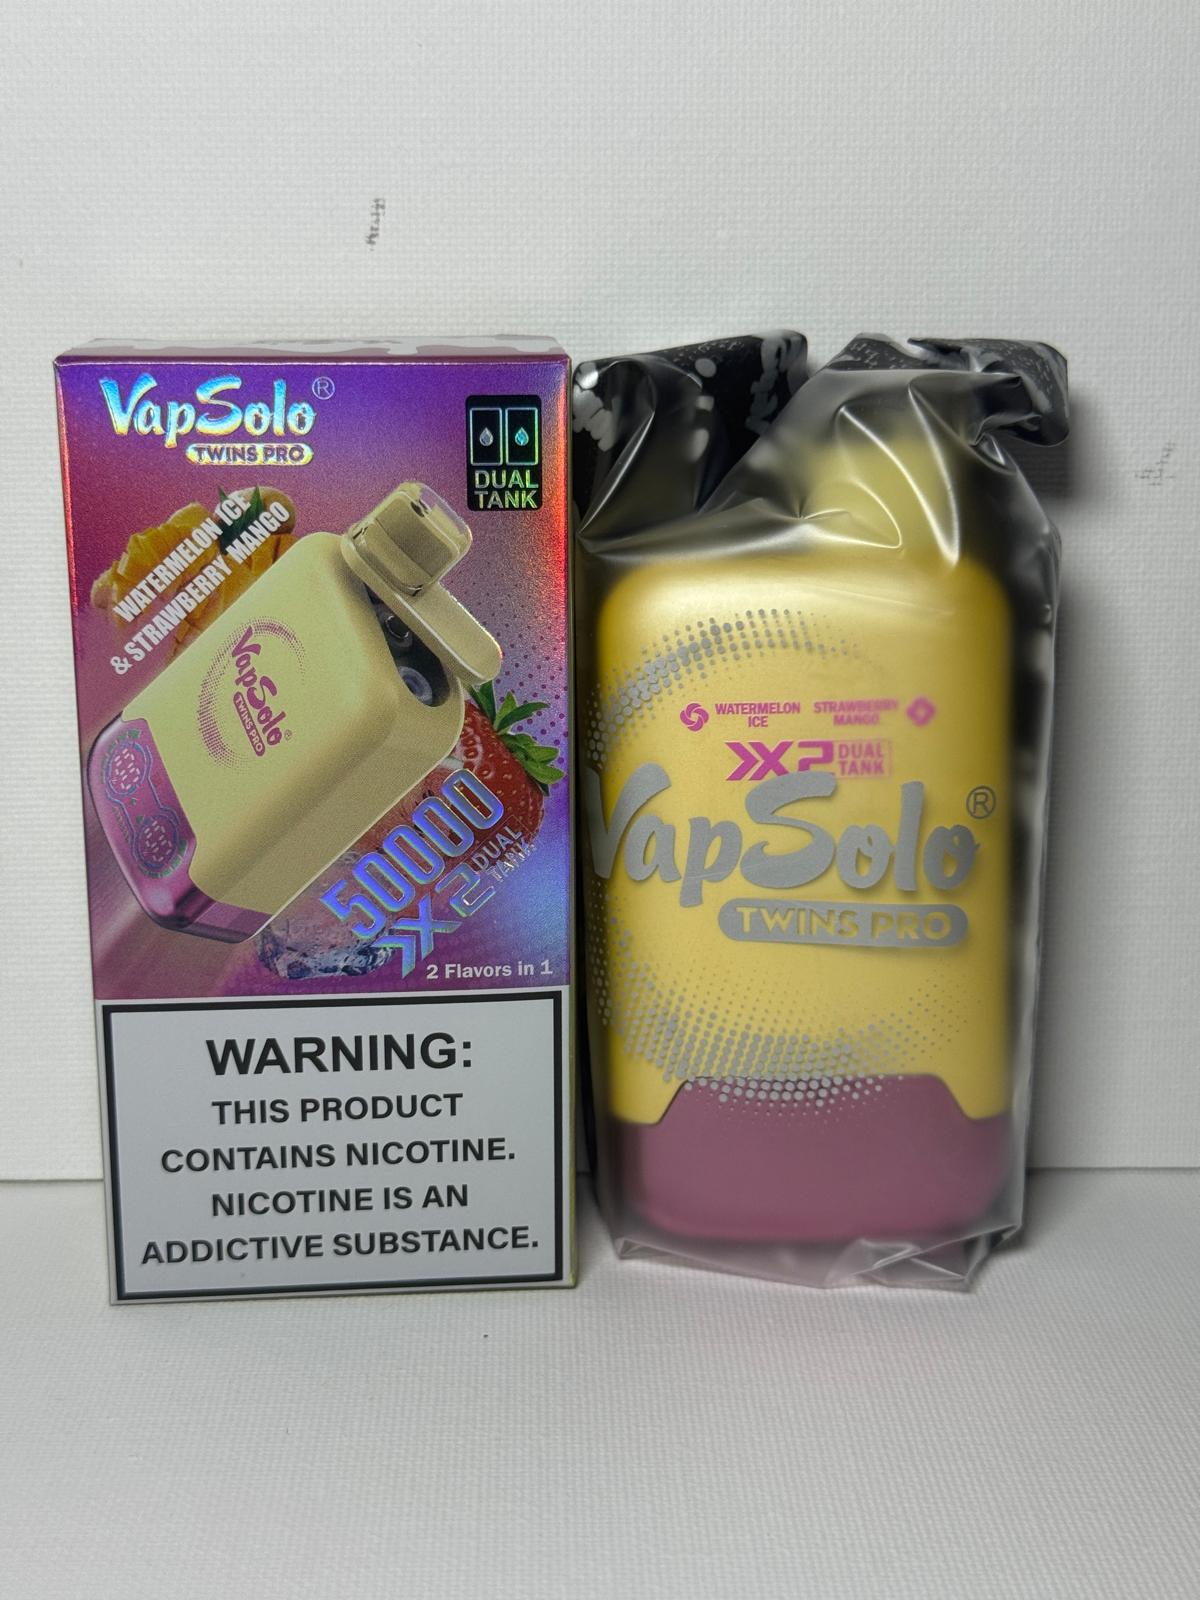 VapSolo®
TWINS PRO
DUAL
TANK
WATERMELON ICE
& STRAWBERRY MANGO
VapSolo®
TWINS PRO
50000
X2 DUAL
TANK
2 Flavors in 1
WARNING:
THIS PRODUCT
CONTAINS NICOTINE.
NICOTINE IS AN
ADDICTIVE SUBSTANCE.
WATERMELON
ICE
STRAWBERRY
MANGO
X2 DUAL
TANK
VapSolo®
TWINS PRO